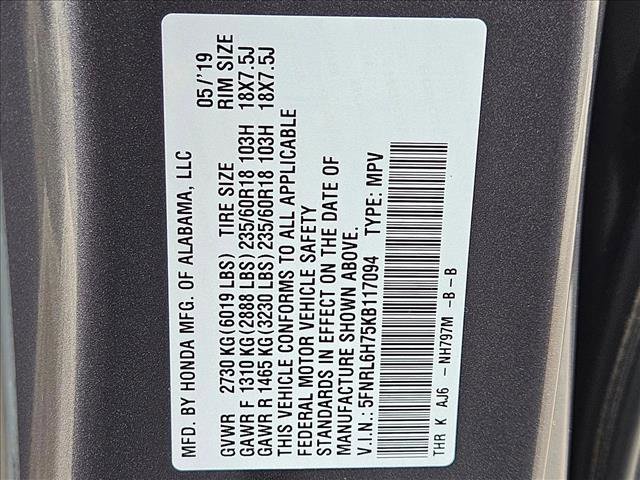 MFD. BY HONDA MFG. OF ALABAMA, LLC 05/'19
GVWR 2730 KG (6019 LBS) TIRE SIZE RIM SIZE
GAWR F 1310 KG (2888 LBS) 235/60R18 103H 18X7.5J
GAWR R 1465 KG (3230 LBS) 235/60R18 103H 18X7.5J
THIS VEHICLE CONFORMS TO ALL APPLICABLE
FEDERAL MOTOR VEHICLE SAFETY
STANDARDS IN EFFECT ON THE DATE OF
MANUFACTURE SHOWN ABOVE.
V.I.N.: 5FNRL6H75KB117094 TYPE: MPV
THR K AJ6 - NH797M -B-B